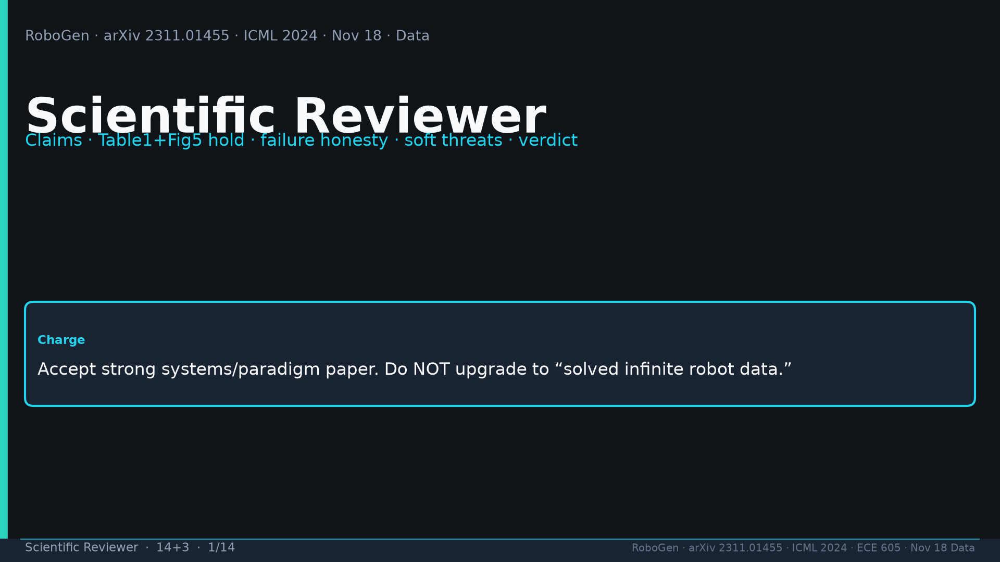 RoboGen · arXiv 2311.01455 · ICML 2024 · Nov 18 · Data
Scientific Reviewer
Claims · Table1+Fig5 hold · failure honesty · soft threats · verdict
Charge
Accept strong systems/paradigm paper. Do NOT upgrade to “solved infinite robot data.”
Scientific Reviewer · 14+3 · 1/14
RoboGen · arXiv 2311.01455 · ICML 2024 · ECE 605 · Nov 18 Data